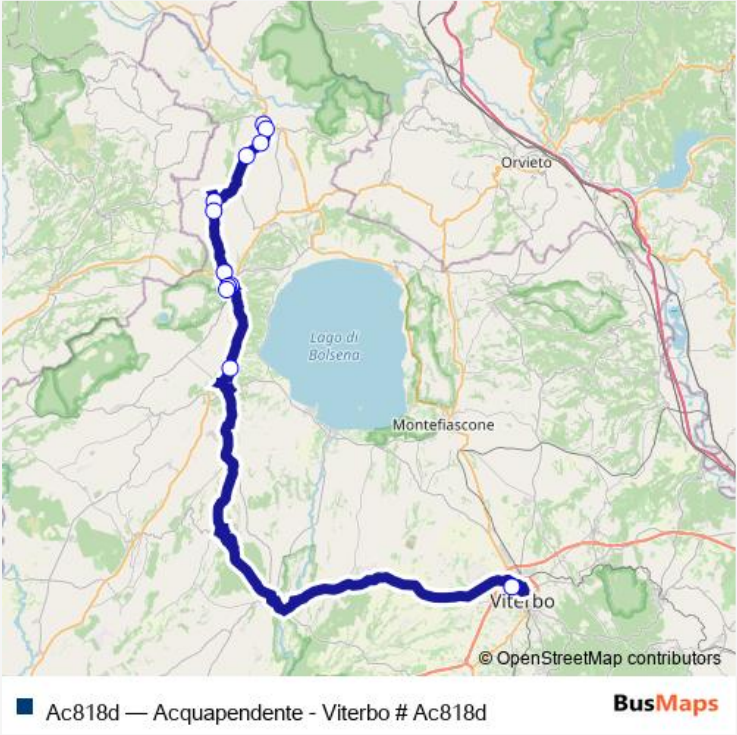 Orvieto
Lago di
Bolsena
Montefiascone
Viterbo
© OpenStreetMap contributors
Ac818d — Acquapendente - Viterbo # Ac818d
BusMaps